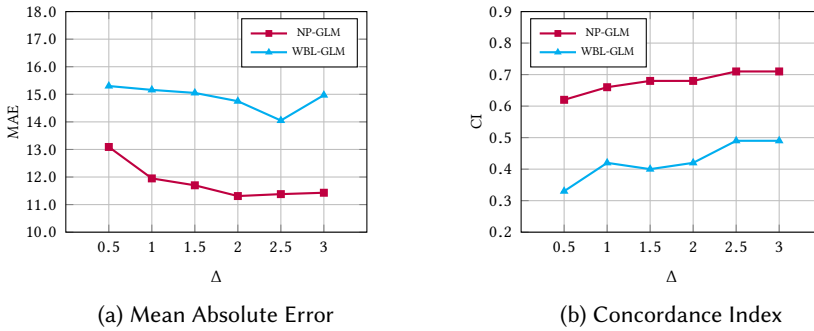 18.0
17.0
16.0
15.0
14.0
13.0
12.0
11.0
10.0
MAE
0.5 1 1.5 2 2.5 3
Δ
NP-GLM
WBL-GLM
(a) Mean Absolute Error
0.9
0.8
0.7
0.6
0.5
0.4
0.3
0.2
CI
0.5 1 1.5 2 2.5 3
Δ
NP-GLM
WBL-GLM
(b) Concordance Index